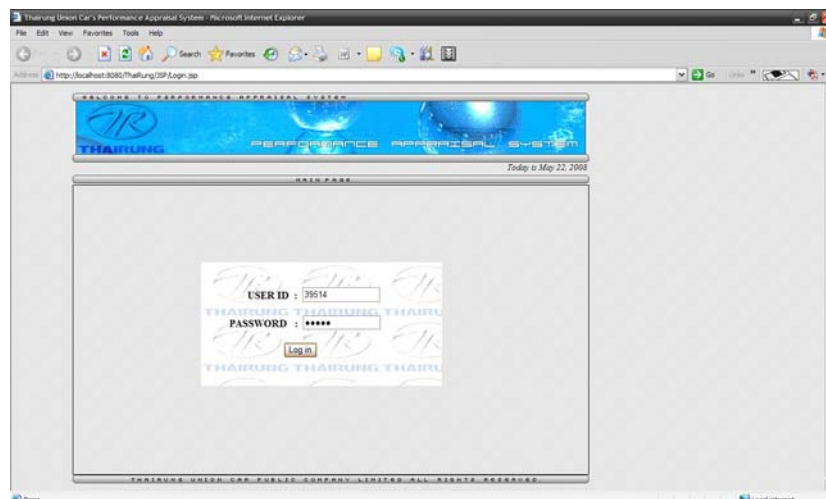 Thairung Union Car's Performance Appraisal System - Microsoft Internet Explorer
File Edit View Favorites Tools Help
Search Favorites
Address http://localhost:8080/ThaiRung/JSP/Login.jsp Go Links
WELCOME TO PERFORMANCE APPRAISAL SYSTEM
TR
THAIRUNG
PERFORMANCE APPRAISAL SYSTEM
Today is May 22, 2008
MAIN PAGE
USER ID : 39514
PASSWORD : •••••
Log in
THAIRUNG THAIRUNG THAIRU
THAIRUNG THAIRUNG THAIRU
THAIRUNG UNION CAR PUBLIC COMPANY LIMITED ALL RIGHTS RESERVED.
Done Local intranet